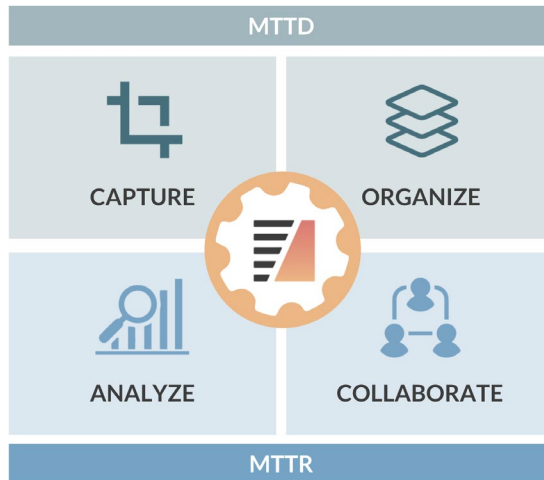 MTTD
CAPTURE
ORGANIZE
ANALYZE
COLLABORATE
MTTR